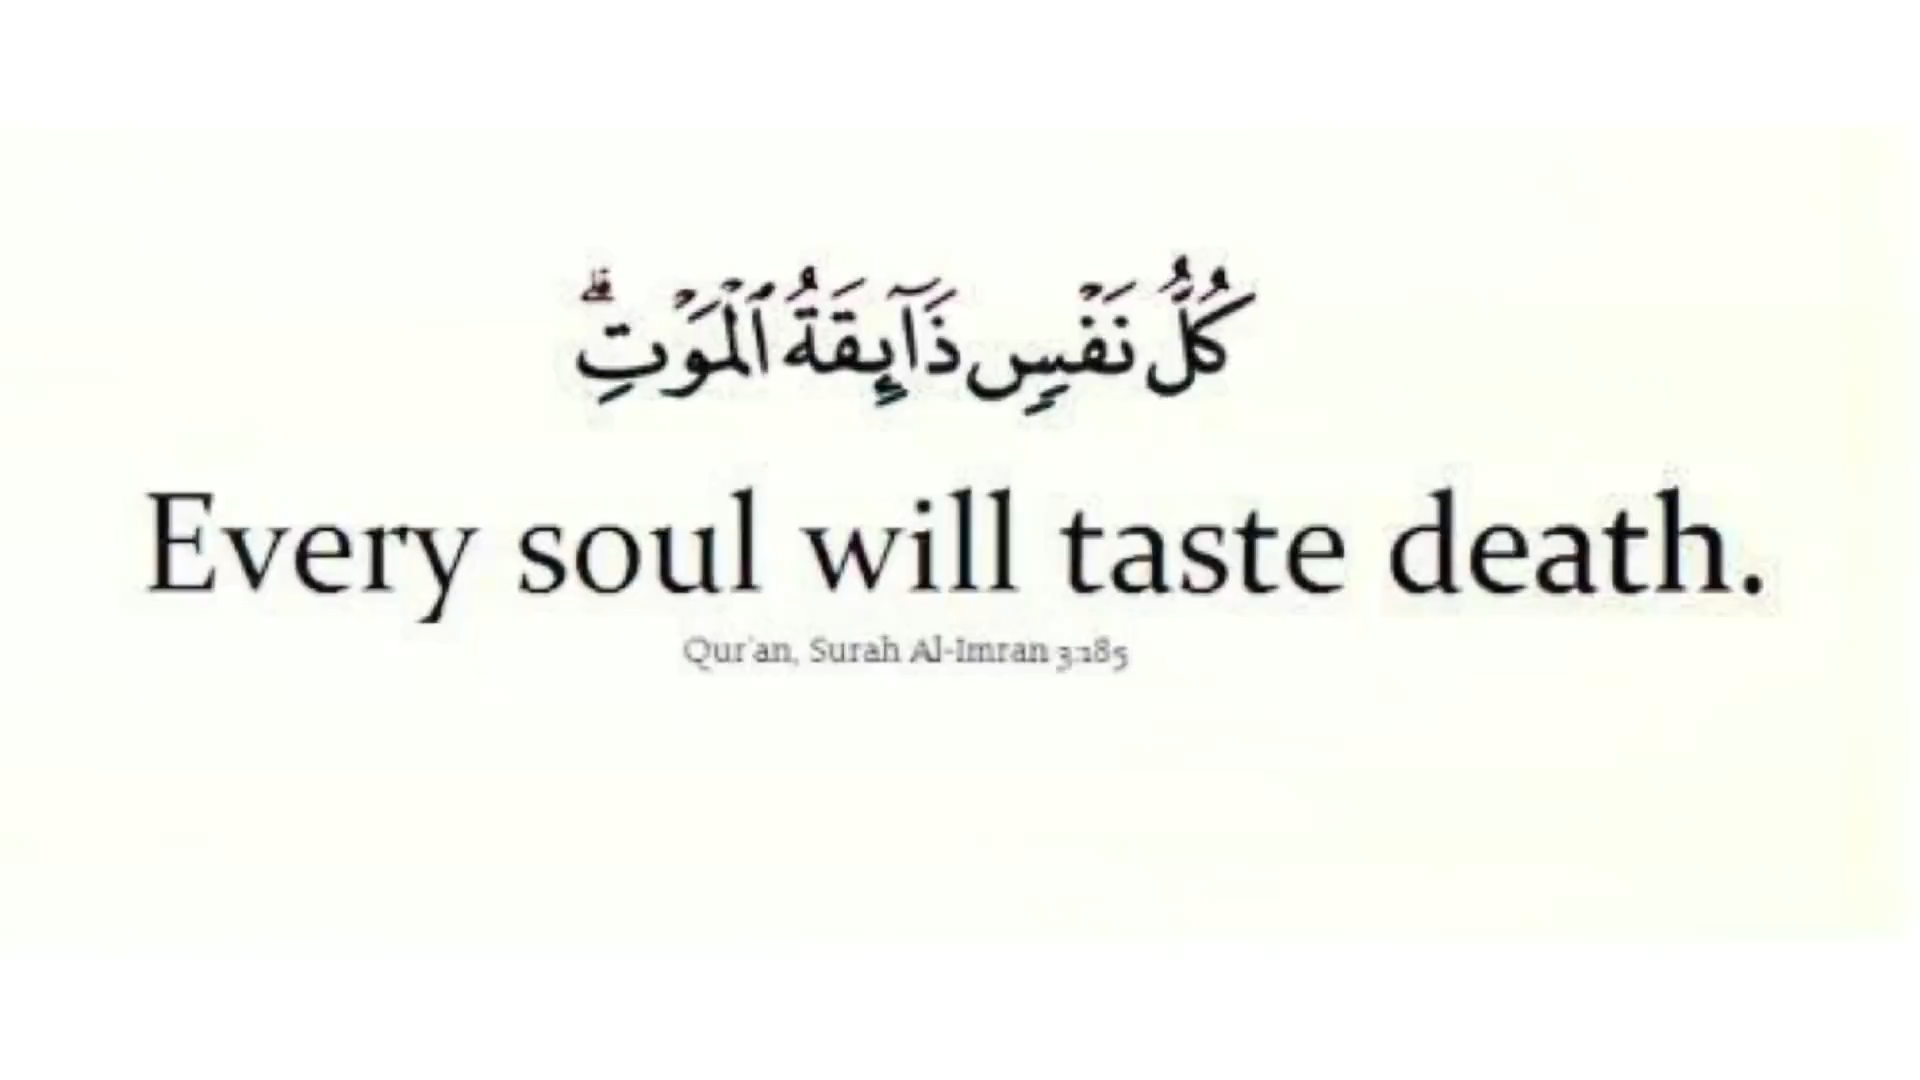 كُلُّ نَفْسٍ ذَآئِقَةُ ٱلْمَوْتِ ۗ
Every soul will taste death.
Qur'an, Surah Al-Imran 3:185